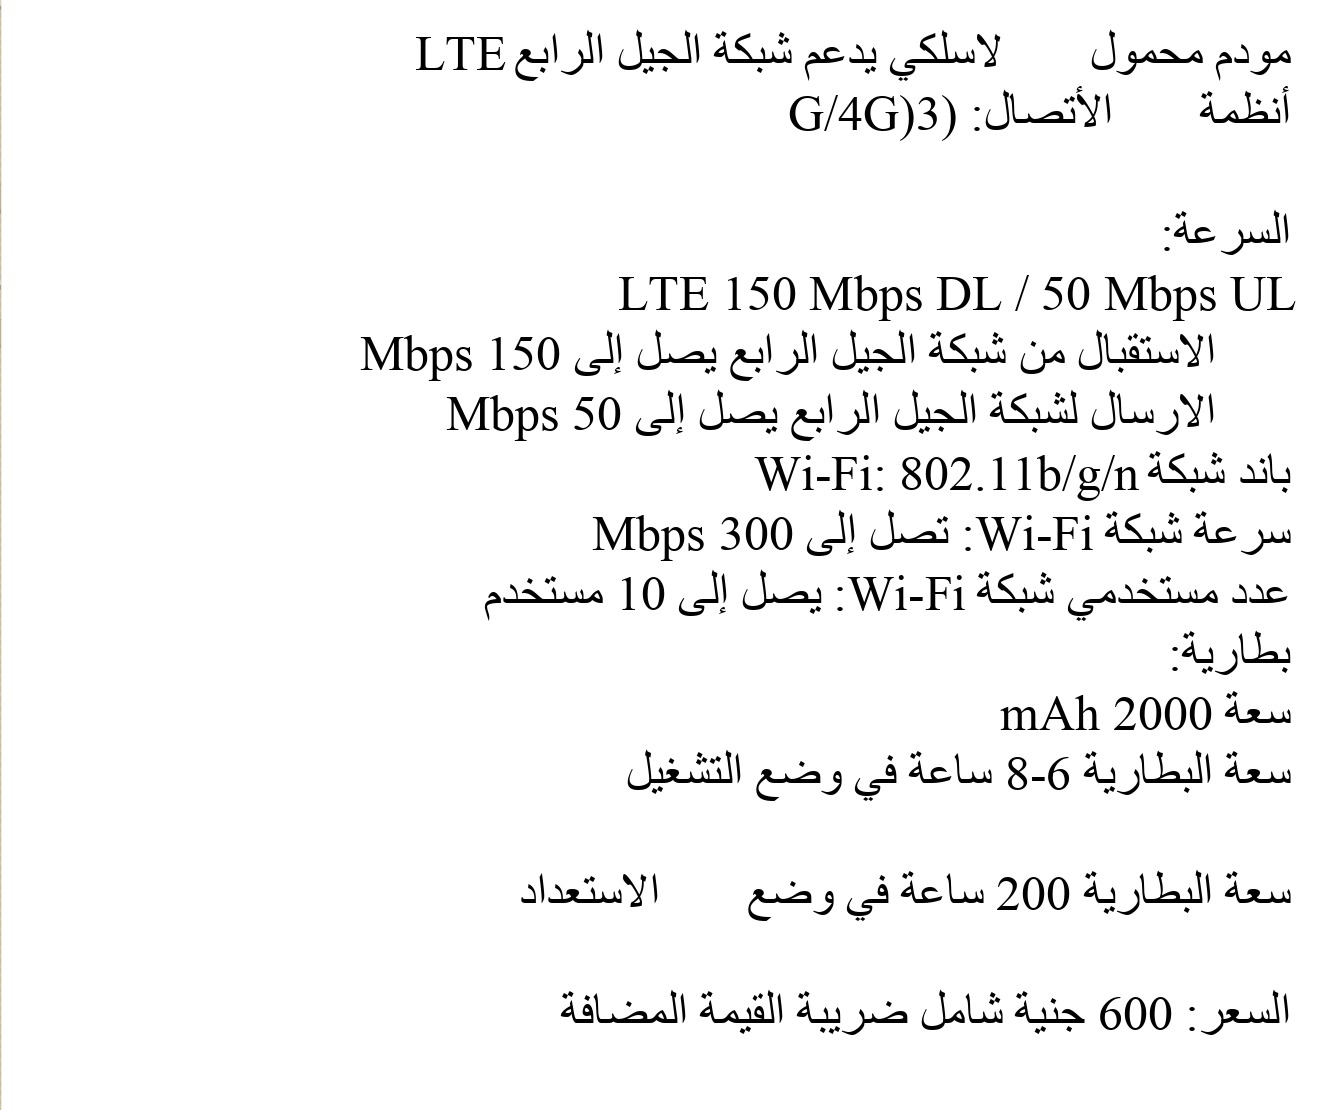 مودم محمول لاسلكي يدعم شبكة الجيل الرابع LTE
أنظمة الأتصال: (3G/4G)
السرعة:
LTE 150 Mbps DL / 50 Mbps UL
الاستقبال من شبكة الجيل الرابع يصل إلى 150 Mbps
الارسال لشبكة الجيل الرابع يصل إلى 50 Mbps
باند شبكة Wi-Fi: 802.11b/g/n
سرعة شبكة Wi-Fi: تصل إلى 300 Mbps
عدد مستخدمي شبكة Wi-Fi: يصل إلى 10 مستخدم
بطارية:
سعة 2000 mAh
سعة البطارية 6-8 ساعة في وضع التشغيل
سعة البطارية 200 ساعة في وضع الاستعداد
السعر: 600 جنية شامل ضريبة القيمة المضافة